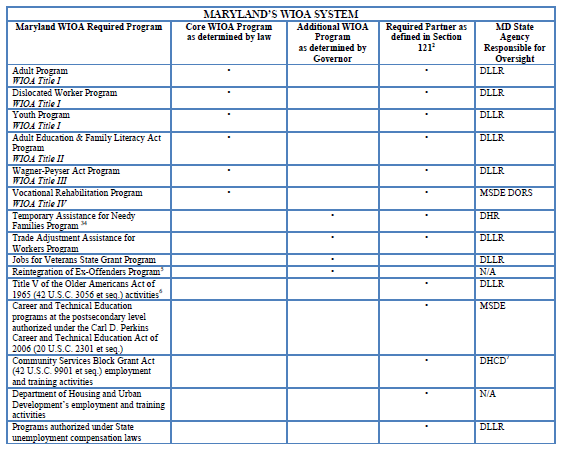 MARYLAND'S WIOA SYSTEM
Maryland WIOA Required Program
Core WIOA Program
as determined by law
Additional WIOA
Program
as determined by
Governor
Required Partner as
defined in Section
121²
MD State
Agency
Responsible for
Oversight
Adult Program
WIOA Title I
• • DLLR
Dislocated Worker Program
WIOA Title I
• • DLLR
Youth Program
WIOA Title I
• • DLLR
Adult Education & Family Literacy Act
Program
WIOA Title II
• • DLLR
Wagner-Peyser Act Program
WIOA Title III
• • DLLR
Vocational Rehabilitation Program
WIOA Title IV
• • MSDE DORS
Temporary Assistance for Needy
Families Program ³⁴
• • DHR
Trade Adjustment Assistance for
Workers Program
• • DLLR
Jobs for Veterans State Grant Program
• DLLR
Reintegration of Ex-Offenders Program⁵
• N/A
Title V of the Older Americans Act of
1965 (42 U.S.C. 3056 et seq.) activities⁶
• DLLR
Career and Technical Education
programs at the postsecondary level
authorized under the Carl D. Perkins
Career and Technical Education Act of
2006 (20 U.S.C. 2301 et seq.)
• MSDE
Community Services Block Grant Act
(42 U.S.C. 9901 et seq.) employment
and training activities
• DHCD⁷
Department of Housing and Urban
Development's employment and training
activities
• N/A
Programs authorized under State
unemployment compensation laws
• DLLR